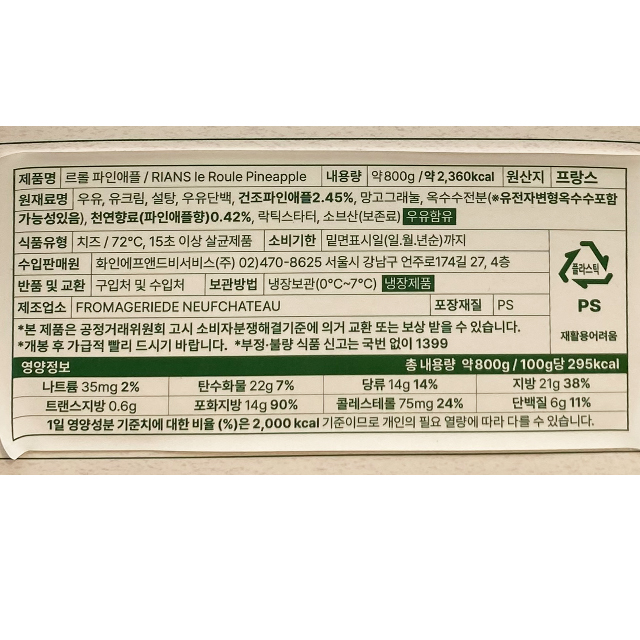 제품명 르롤 파인애플 / RIANS le Roule Pineapple 내용량 약 800g / 약 2,360kcal 원산지 프랑스
원재료명 우유, 유크림, 설탕, 우유단백, 건조파인애플2.45%, 망고그래눌, 옥수수전분(※유전자변형옥수수포함
가능성있음), 천연향료(파인애플향)0.42%, 락틱스타터, 소브산(보존료) 우유함유
식품유형 치즈 / 72°C, 15초 이상 살균제품 소비기한 밑면표시일(일.월.년순)까지
수입판매원 화인에프앤드비서비스(주) 02)470-8625 서울시 강남구 언주로174길 27, 4층
반품 및 교환 구입처 및 수입처 보관방법 냉장보관(0°C~7°C) 냉장제품
제조업소 FROMAGERIEDE NEUFCHATEAU 포장재질 PS
플라스틱
PS
재활용어려움
*본 제품은 공정거래위원회 고시 소비자분쟁해결기준에 의거 교환 또는 보상 받을 수 있습니다.
*개봉 후 가급적 빨리 드시기 바랍니다. *부정·불량 식품 신고는 국번 없이 1399
영양정보 총 내용량 약 800g / 100g당 295kcal
나트륨 35mg 2% 탄수화물 22g 7% 당류 14g 14% 지방 21g 38%
트랜스지방 0.6g 포화지방 14g 90% 콜레스테롤 75mg 24% 단백질 6g 11%
1일 영양성분 기준치에 대한 비율 (%)은 2,000 kcal 기준이므로 개인의 필요 열량에 따라 다를 수 있습니다.